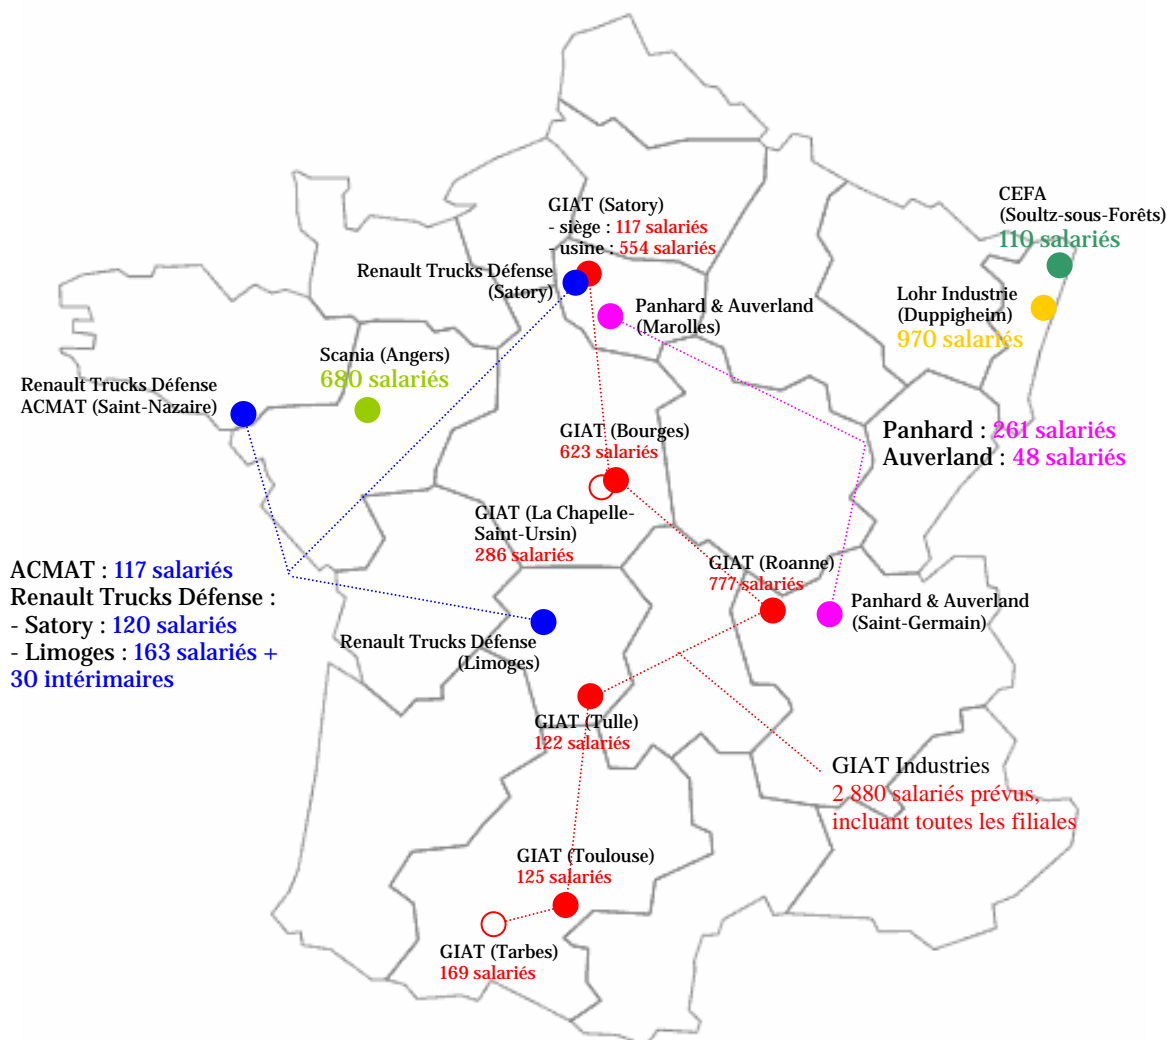 GIAT (Satory)
- siège : 117 salariés
- usine : 554 salariés
CEFA
(Soultz-sous-Forêts)
110 salariés
Renault Trucks Défense
(Satory)
Panhard & Auverland
(Marolles)
Lohr Industrie
(Duppigheim)
970 salariés
Scania (Angers)
680 salariés
Renault Trucks Défense
ACMAT (Saint-Nazaire)
GIAT (Bourges)
623 salariés
Panhard : 261 salariés
Auverland : 48 salariés
GIAT (La Chapelle-
Saint-Ursin)
286 salariés
GIAT (Roanne)
777 salariés
ACMAT : 117 salariés
Renault Trucks Défense :
- Satory : 120 salariés
- Limoges : 163 salariés +
30 intérimaires
Renault Trucks Défense
(Limoges)
Panhard & Auverland
(Saint-Germain)
GIAT (Tulle)
122 salariés
GIAT Industries
2 880 salariés prévus,
incluant toutes les filiales
GIAT (Toulouse)
125 salariés
GIAT (Tarbes)
169 salariés